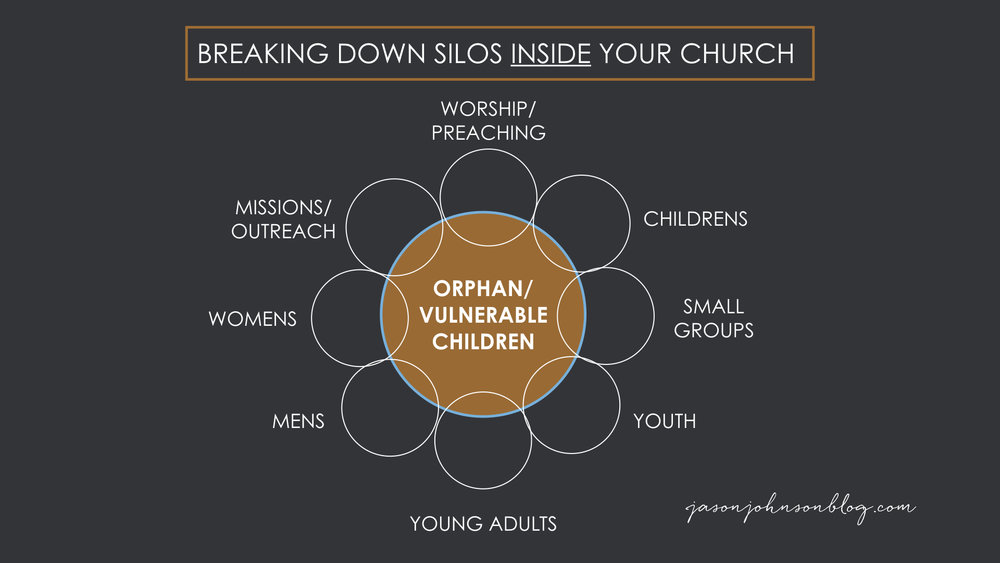 BREAKING DOWN SILOS INSIDE YOUR CHURCH
WORSHIP/
PREACHING
MISSIONS/
OUTREACH
CHILDRENS
ORPHAN/
VULNERABLE
CHILDREN
WOMENS
SMALL
GROUPS
MENS
YOUTH
YOUNG ADULTS
jasonjohnsonblog.com